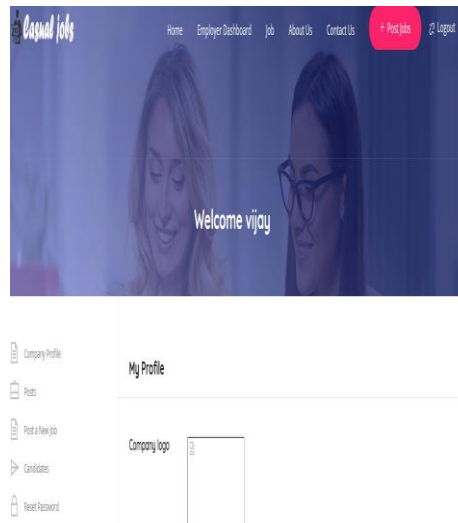 Casual jobs
Home Employer Dashboard Job About Us Contact Us + Post Jobs Logout
Welcome vijay
Company Profile
Posts
Post a New Job
Candidates
Reset Password
My Profile
Company logo